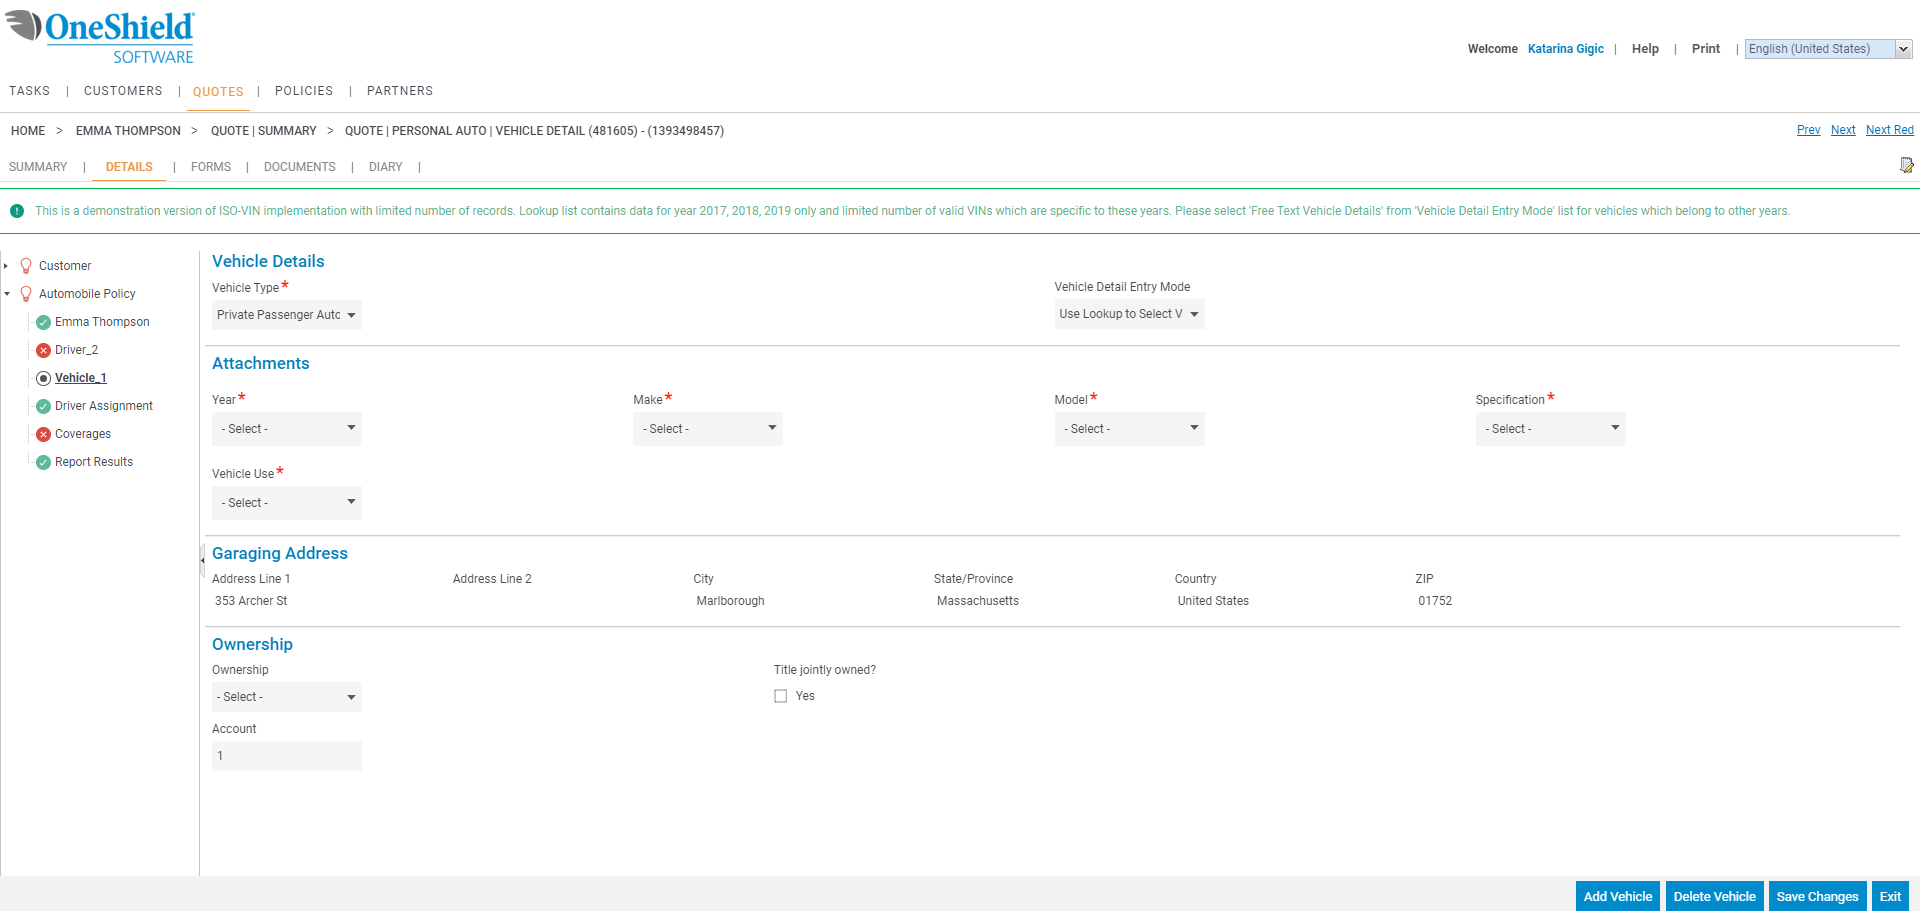 OneShield
SOFTWARE
Welcome Katarina Gigic | Help | Print | English (United States)
TASKS | CUSTOMERS | QUOTES | POLICIES | PARTNERS
HOME > EMMA THOMPSON > QUOTE | SUMMARY > QUOTE | PERSONAL AUTO | VEHICLE DETAIL (481605) - (1393498457)
Prev Next Next Red
SUMMARY | DETAILS | FORMS | DOCUMENTS | DIARY |
This is a demonstration version of ISO-VIN implementation with limited number of records. Lookup list contains data for year 2017, 2018, 2019 only and limited number of valid VINs which are specific to these years. Please select 'Free Text Vehicle Details' from 'Vehicle Detail Entry Mode' list for vehicles which belong to other years.
Customer
Automobile Policy
Emma Thompson
Driver_2
Vehicle_1
Driver Assignment
Coverages
Report Results
Vehicle Details
Vehicle Type* Vehicle Detail Entry Mode
Private Passenger Auto Use Lookup to Select V
Attachments
Year* Make* Model* Specification*
- Select - - Select - - Select - - Select -
Vehicle Use*
- Select -
Garaging Address
Address Line 1 Address Line 2 City State/Province Country ZIP
353 Archer St Marlborough Massachusetts United States 01752
Ownership
Ownership Title jointly owned?
- Select - Yes
Account
1
Add Vehicle Delete Vehicle Save Changes Exit